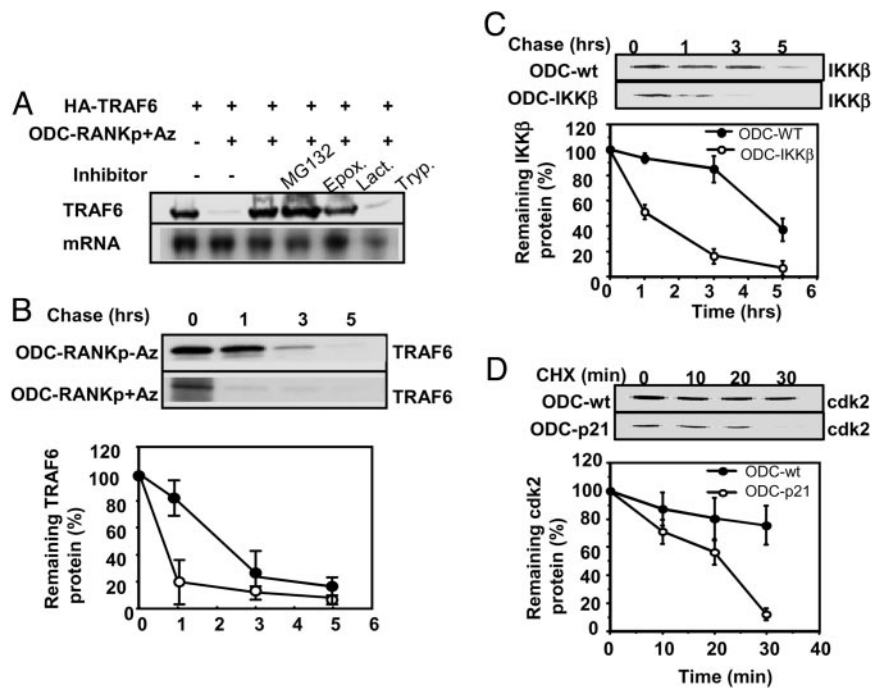 A
HA-TRAF6 + + + + + +
ODC-RANKp+Az - + + + + +
Inhibitor - - MG132 Epox. Lact. Tryp.
TRAF6
mRNA
B
Chase (hrs) 0 1 3 5
ODC-RANKp-Az TRAF6
ODC-RANKp+Az TRAF6
Remaining TRAF6
protein (%)
120
100
80
60
40
20
0
0 1 2 3 4 5 6
C
Chase (hrs) 0 1 3 5
ODC-wt IKKβ
ODC-IKKβ IKKβ
Remaining IKKβ
protein (%)
120
100
80
60
40
20
0
ODC-WT
ODC-IKKβ
0 1 2 3 4 5 6
Time (hrs)
D
CHX (min) 0 10 20 30
ODC-wt cdk2
ODC-p21 cdk2
Remaining cdk2
protein (%)
120
100
80
60
40
20
0
ODC-wt
ODC-p21
0 10 20 30 40
Time (min)